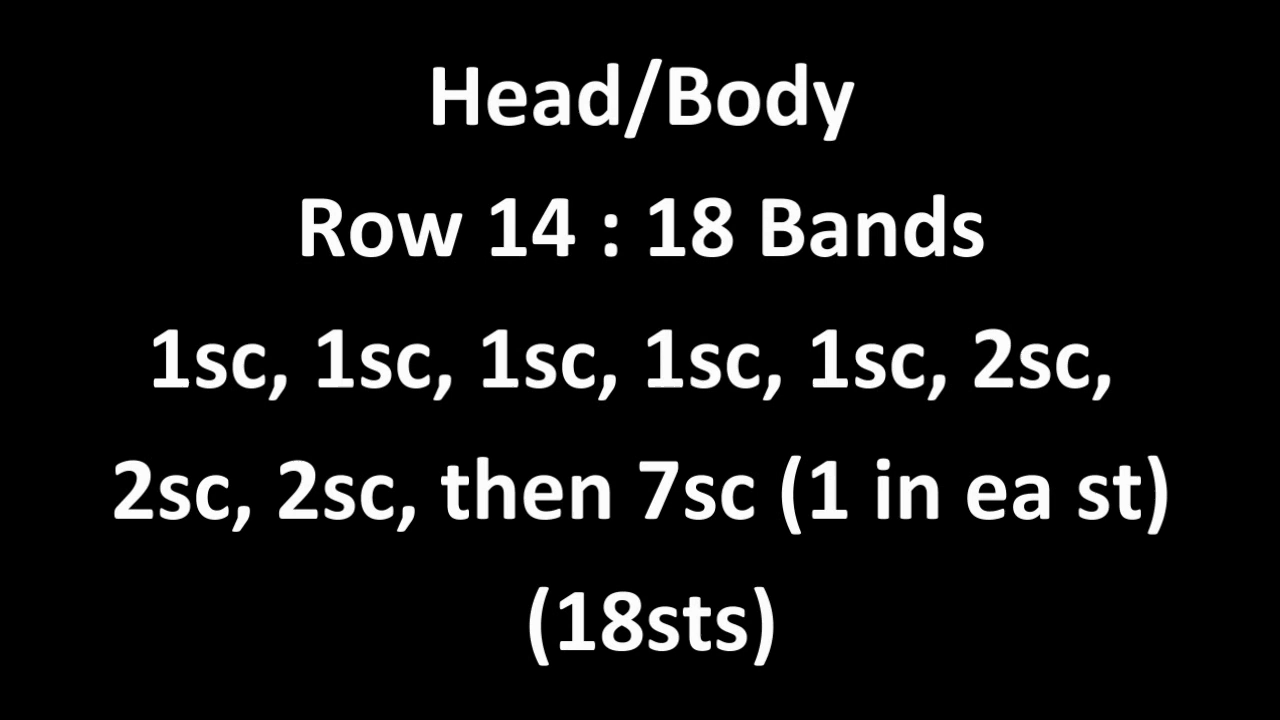 Head/Body
Row 14 : 18 Bands
1sc, 1sc, 1sc, 1sc, 1sc, 2sc,
2sc, 2sc, then 7sc (1 in ea st)
(18sts)